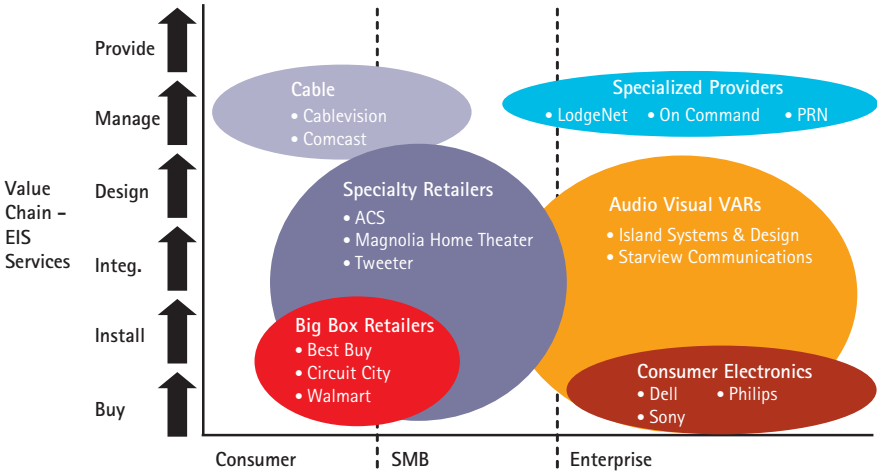 Value
Chain –
EIS
Services
Provide
Manage
Design
Integ.
Install
Buy
Cable
• Cablevision
• Comcast
Specialized Providers
• LodgeNet • On Command • PRN
Specialty Retailers
• ACS
• Magnolia Home Theater
• Tweeter
Audio Visual VARs
• Island Systems & Design
• Starview Communications
Big Box Retailers
• Best Buy
• Circuit City
• Walmart
Consumer Electronics
• Dell • Philips
• Sony
Consumer SMB Enterprise